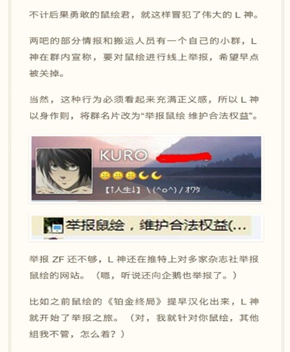 不计后果勇敢的鼠绘君，就这样冒犯了伟大的 L 神。
两吧的部分情报和搬运人员有一个自己的小群，L
神在群内宣称，要对鼠绘进行线上举报，希望早点
被关掉。
当然，这种行为必须看起来充满正义感，所以 L 神
以身作则，将群名片改为“举报鼠绘 维护合法权益”。
KURO
【↑人生↓】 \ (^o^) / ｵﾜﾀ
举报鼠绘，维护合法权益(...
举报 ZF 还不够，L 神还在推特上对多家杂志社举报
鼠绘的网站。（嗯，听说还向企鹅也举报了。）
比如之前鼠绘的《铂金终局》提早汉化出来，L 神
就开始了举报之旅。（对，我就针对你鼠绘，其他
组我不管，怎么着？）